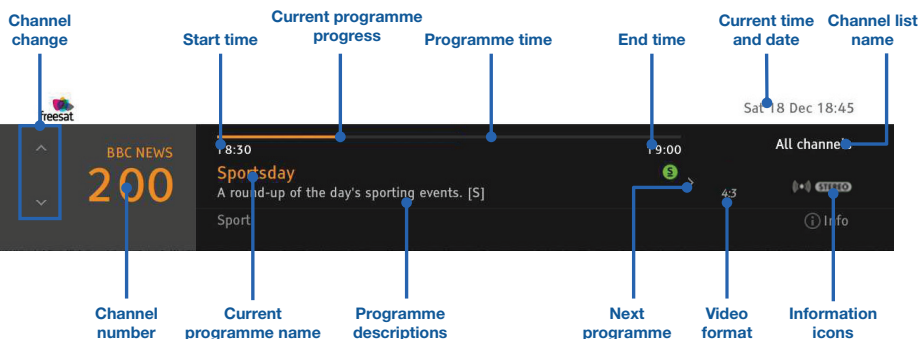 Channel change
Start time
Current programme progress
Programme time
End time
Current time and date
Channel list name
freesat
Sat 18 Dec 18:45
BBC NEWS
200
18:30
19:00
All channels
Sportsday
S
A round-up of the day's sporting events. [S]
4:3
STEREO
Sport
i Info
Channel number
Current programme name
Programme descriptions
Next programme
Video format
Information icons